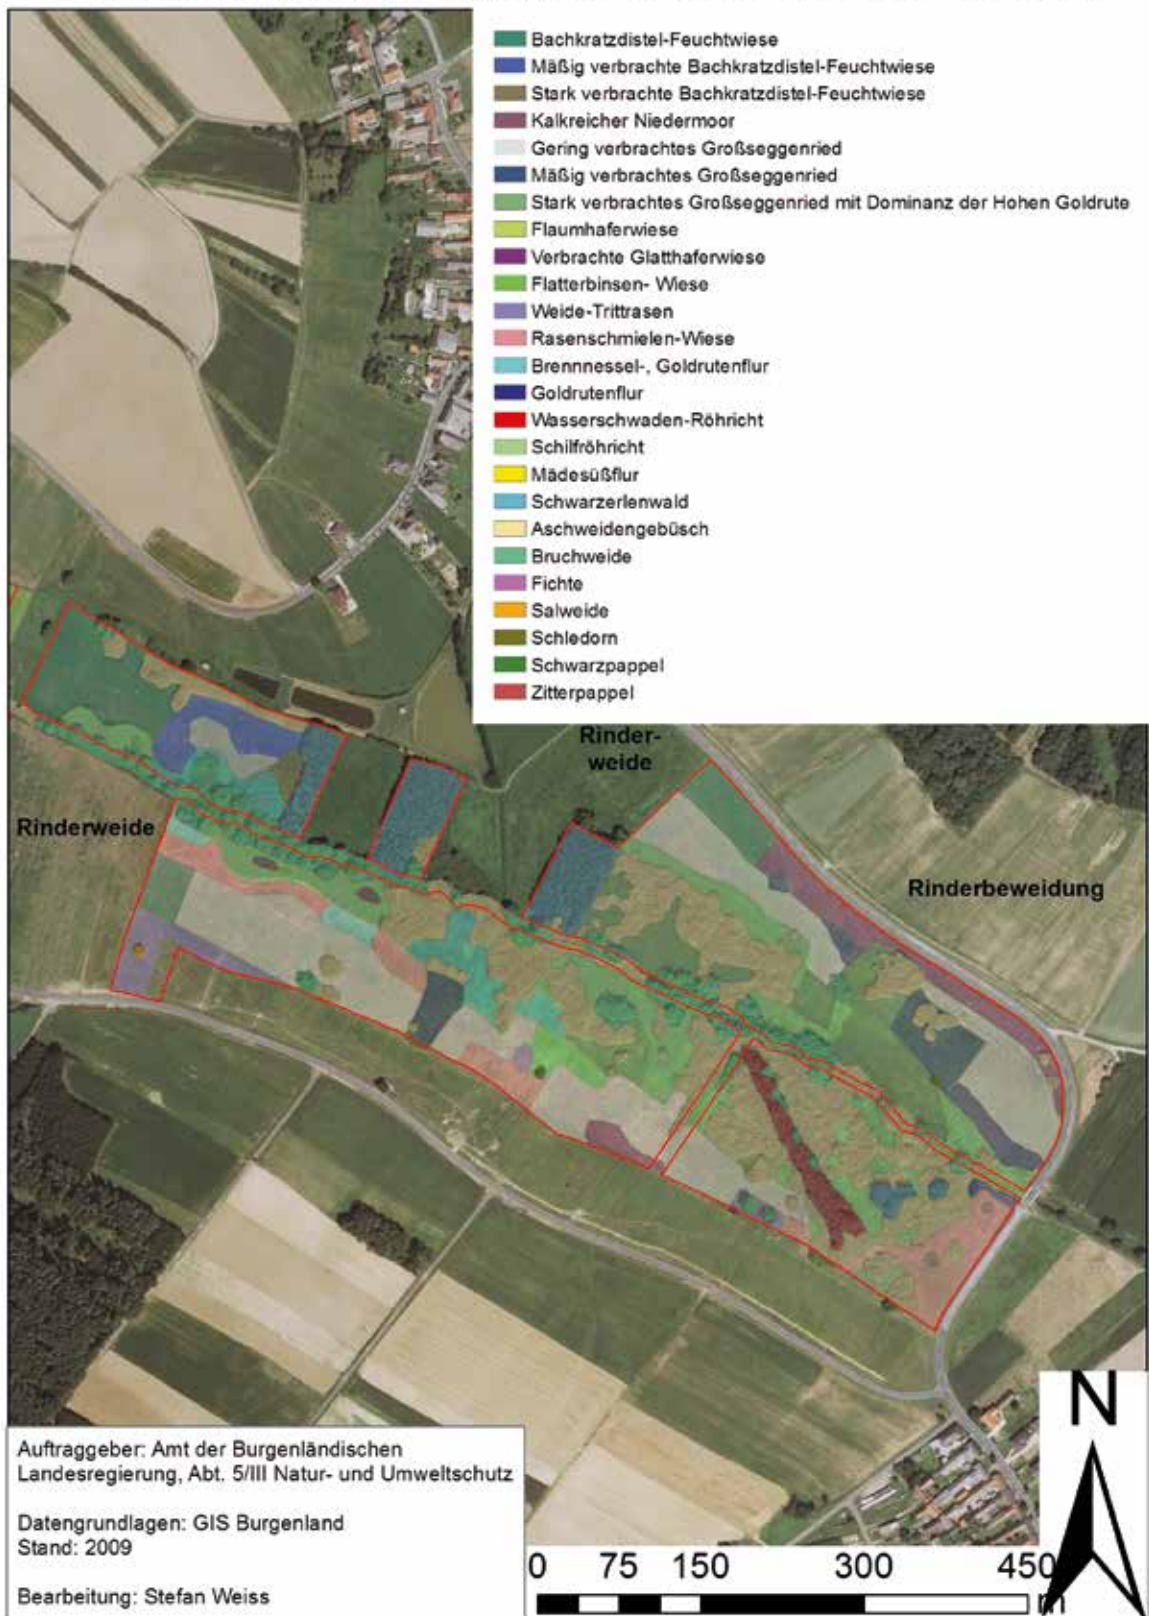 Bachkratzdistel-Feuchtwiese
Mäßig verbrachte Bachkratzdistel-Feuchtwiese
Stark verbrachte Bachkratzdistel-Feuchtwiese
Kalkreicher Niedermoor
Gering verbrachtes Großseggenried
Mäßig verbrachtes Großseggenried
Stark verbrachtes Großseggenried mit Dominanz der Hohen Goldrute
Flaumhaferwiese
Verbrachte Glatthaferwiese
Flatterbinsen- Wiese
Weide-Trittrasen
Rasenschmielen-Wiese
Brennnessel-, Goldrutenflur
Goldrutenflur
Wasserschwaden-Röhricht
Schilfröhricht
Mädesüßflur
Schwarzerlenwald
Aschweidengebüsch
Bruchweide
Fichte
Salweide
Schledorn
Schwarzpappel
Zitterpappel
Rinder-
weide
Rinderweide
Rinderbeweidung
Auftraggeber: Amt der Burgenländischen
Landesregierung, Abt. 5/III Natur- und Umweltschutz
Datengrundlagen: GIS Burgenland
Stand: 2009
Bearbeitung: Stefan Weiss
N
0 75 150 300 450
m